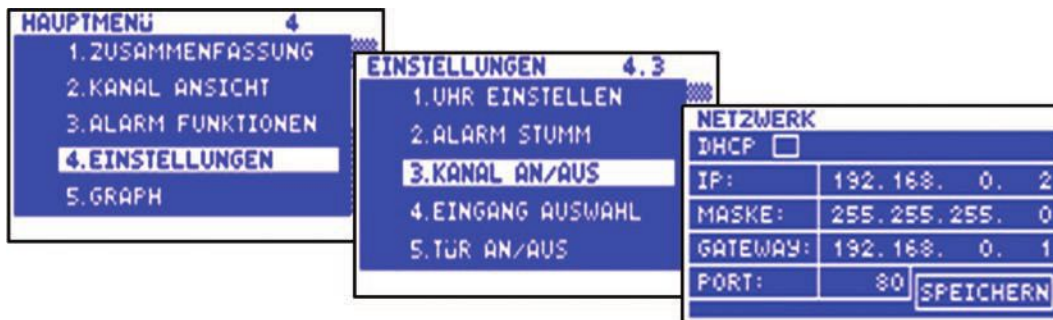 HAUPTMENÜ 4
1.ZUSAMMENFASSUNG
2.KANAL ANSICHT
3.ALARM FUNKTIONEN
4.EINSTELLUNGEN
5.GRAPH
EINSTELLUNGEN 4.3
1.UHR EINSTELLEN
2.ALARM STUMM
3.KANAL AN/AUS
4.EINGANG AUSWAHL
5.TÜR AN/AUS
NETZWERK
DHCP
IP: 192.168. 0. 2
MASKE: 255.255.255. 0
GATEWAY: 192.168. 0. 1
PORT: 80 SPEICHERN